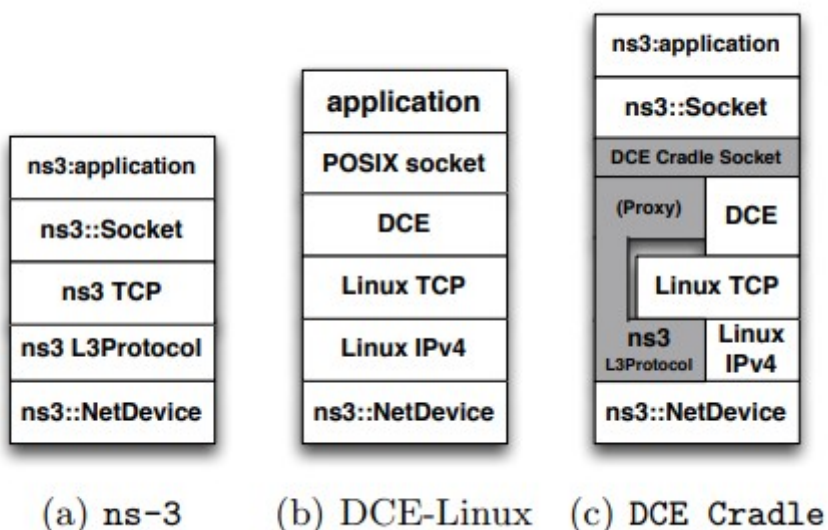 ns3:application
ns3::Socket
ns3 TCP
ns3 L3Protocol
ns3::NetDevice
(a) ns-3
application
POSIX socket
DCE
Linux TCP
Linux IPv4
ns3::NetDevice
(b) DCE-Linux
ns3:application
ns3::Socket
DCE Cradle Socket
(Proxy)
DCE
Linux TCP
ns3
L3Protocol
Linux
IPv4
ns3::NetDevice
(c) DCE Cradle